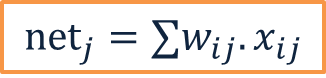 net_j = ∑w_ij . x_ij